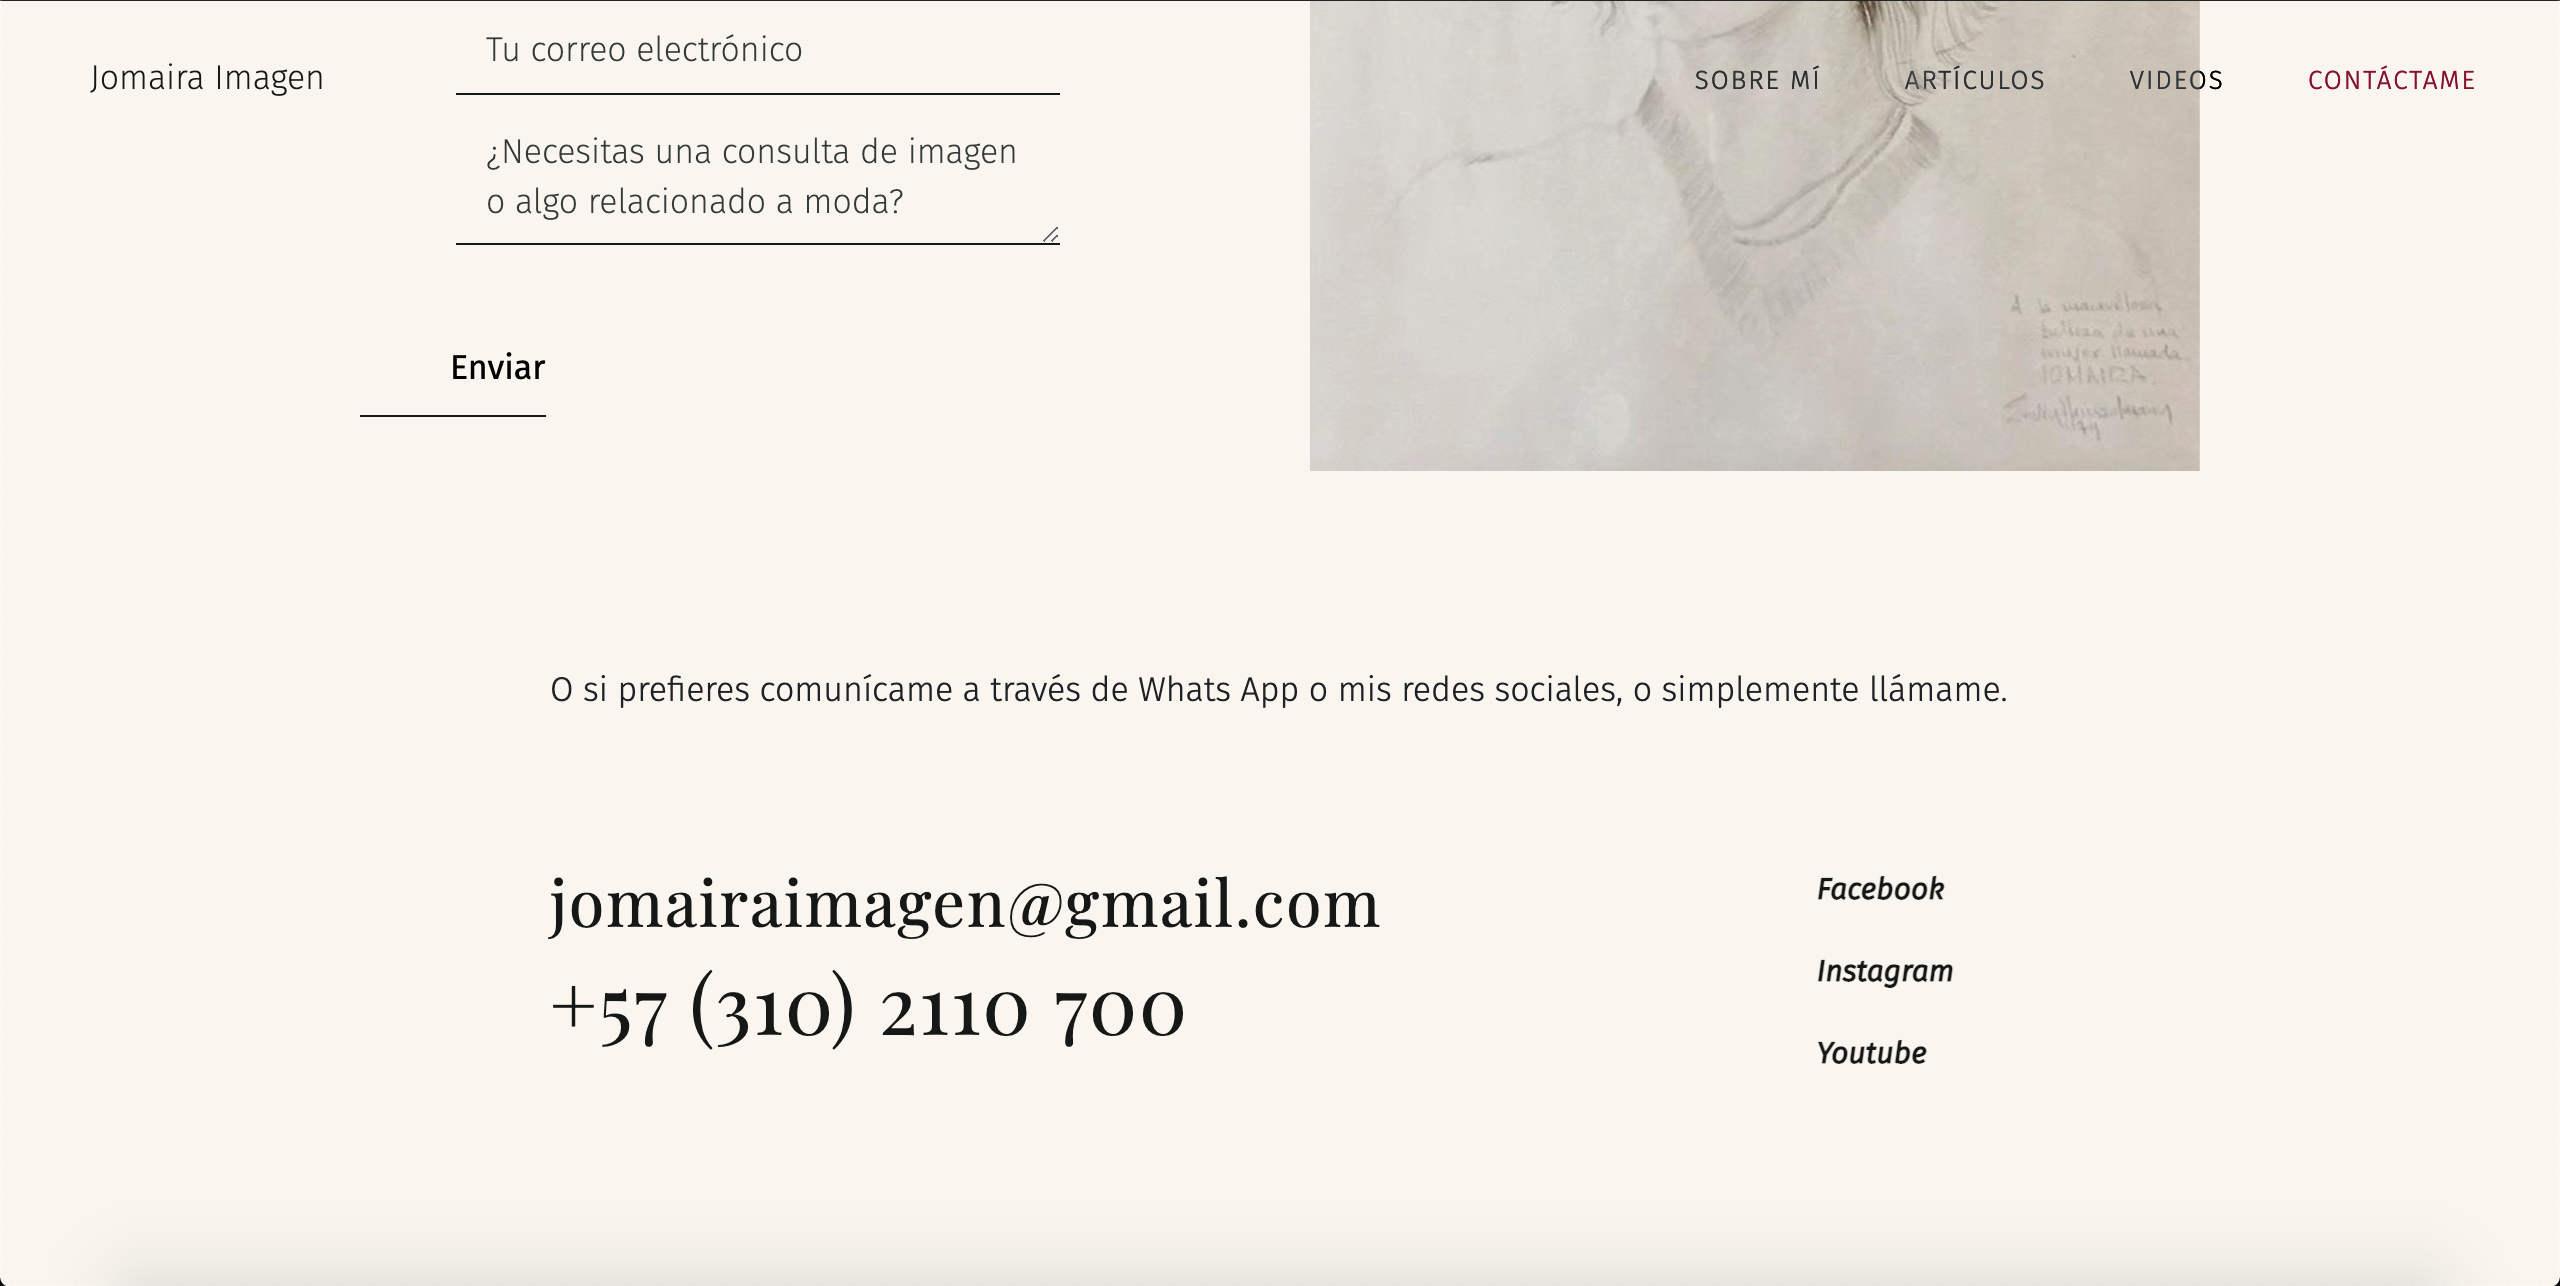 Tu correo electrónico
Jomaira Imagen
SOBRE MÍ
ARTÍCULOS
VIDEOS
CONTÁCTAME
¿Necesitas una consulta de imagen
o algo relacionado a moda?
A la maravillosa
belleza de una
mujer llamada
JOMAIRA.
Enviar
O si prefieres comunícame a través de Whats App o mis redes sociales, o simplemente llámame.
jomairaimagen@gmail.com
+57 (310) 2110 700
Facebook
Instagram
Youtube